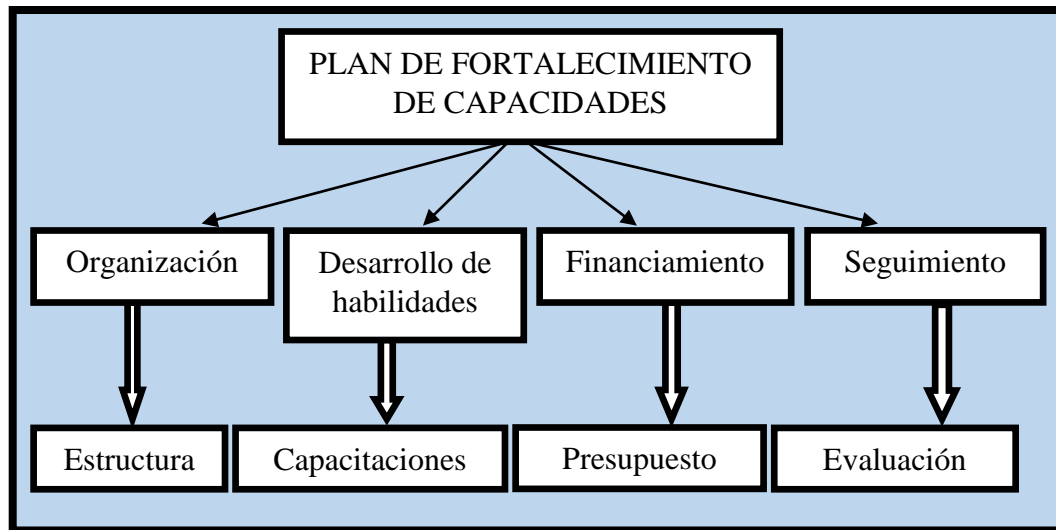 PLAN DE FORTALECIMIENTO
DE CAPACIDADES
Organización
Desarrollo de
habilidades
Financiamiento
Seguimiento
Estructura
Capacitaciones
Presupuesto
Evaluación